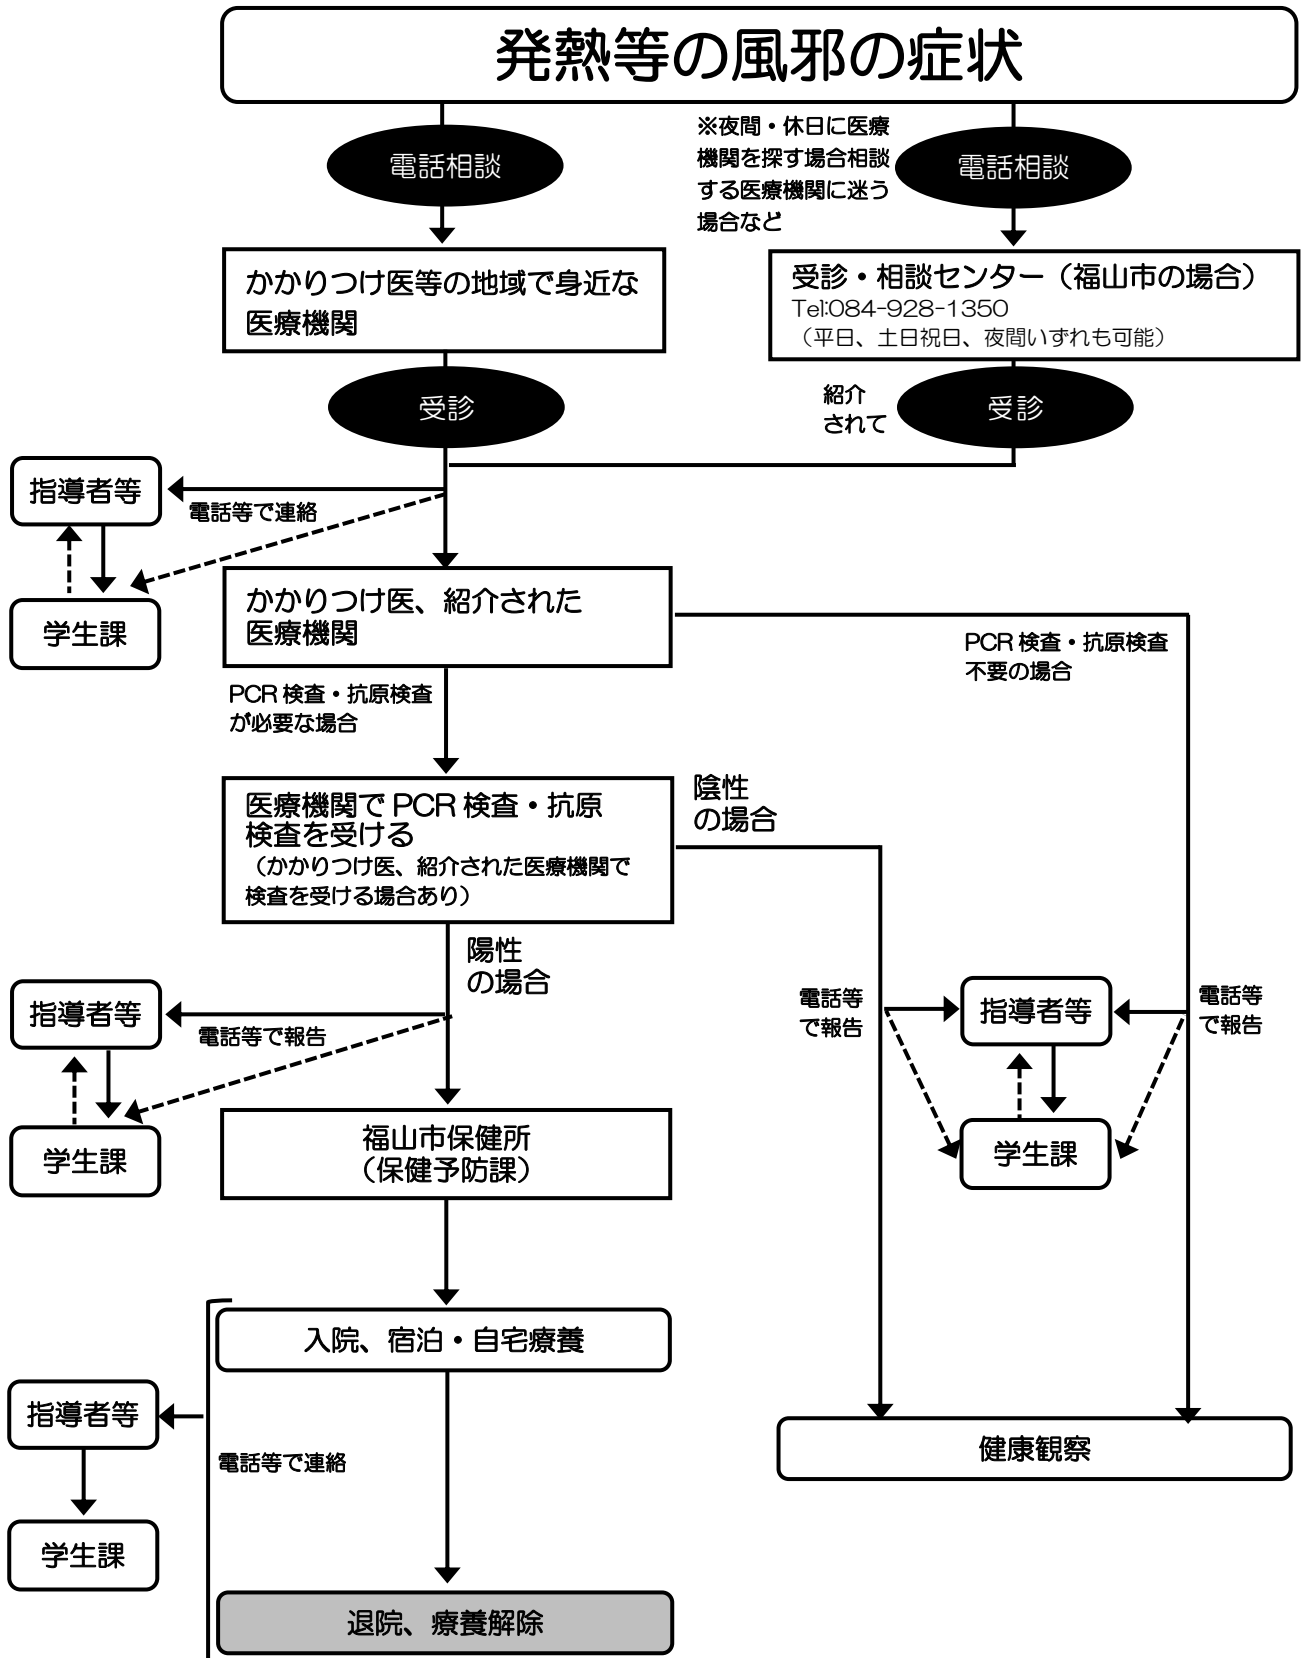 発熱等の風邪の症状
電話相談
※夜間・休日に医療
機関を探す場合相談
する医療機関に迷う
場合など
電話相談
かかりつけ医等の地域で身近な
医療機関
受診・相談センター（福山市の場合）
Tel:084-928-1350
（平日、土日祝日、夜間いずれも可能）
受診
紹介
されて
受診
指導者等
電話等で連絡
学生課
かかりつけ医、紹介された
医療機関
PCR 検査・抗原検査
不要の場合
PCR 検査・抗原検査
が必要な場合
医療機関で PCR 検査・抗原
検査を受ける
（かかりつけ医、紹介された医療機関で
検査を受ける場合あり）
陰性
の場合
陽性
の場合
指導者等
電話等で報告
学生課
電話等
で報告
指導者等
電話等
で報告
学生課
福山市保健所
（保健予防課）
入院、宿泊・自宅療養
指導者等
電話等で連絡
学生課
健康観察
退院、療養解除